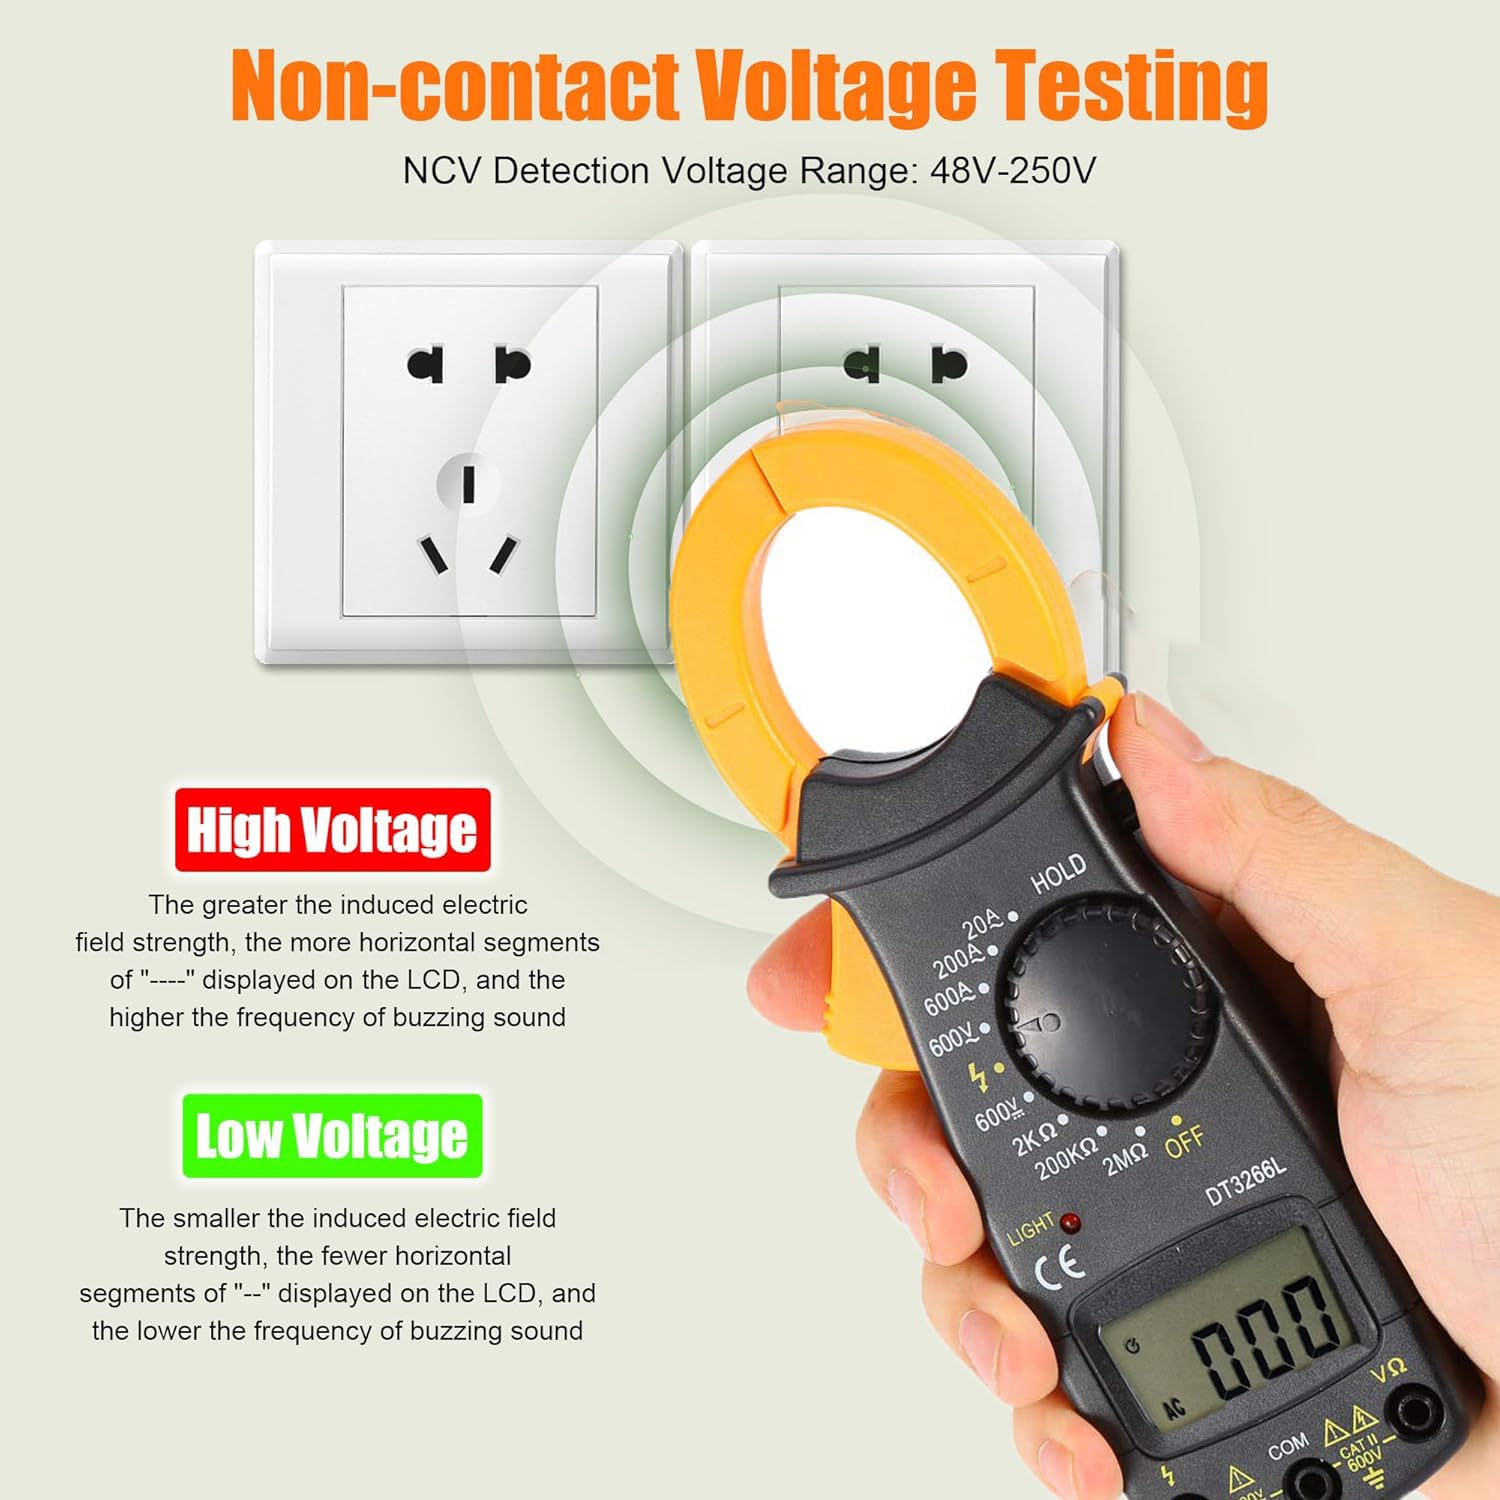 Non-contact Voltage Testing
NCV Detection Voltage Range: 48V-250V
High Voltage
The greater the induced electric
field strength, the more horizontal segments
of "----" displayed on the LCD, and the
higher the frequency of buzzing sound
Low Voltage
The smaller the induced electric field
strength, the fewer horizontal
segments of "--" displayed on the LCD, and
the lower the frequency of buzzing sound
HOLD
20A
200A
600A
600V
600V
2KΩ
200KΩ
2MΩ
OFF
DT3266L
LIGHT
CE
000
AC
VΩ
COM
CAT II
600V